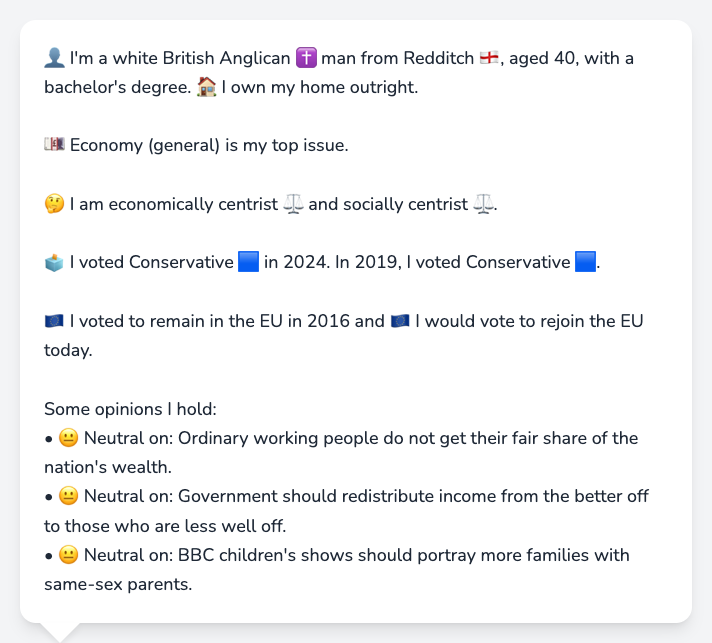 👤 I'm a white British Anglican ✝️ man from Redditch 🏴󠁧󠁢󠁥󠁮󠁧󠁿, aged 40, with a
bachelor's degree. 🏠 I own my home outright.
💷 Economy (general) is my top issue.
🤔 I am economically centrist ⚖️ and socially centrist ⚖️.
🗳️ I voted Conservative 🟦 in 2024. In 2019, I voted Conservative 🟦.
🇪🇺 I voted to remain in the EU in 2016 and 🇪🇺 I would vote to rejoin the EU
today.
Some opinions I hold:
• 😐 Neutral on: Ordinary working people do not get their fair share of the
nation's wealth.
• 😐 Neutral on: Government should redistribute income from the better off
to those who are less well off.
• 😐 Neutral on: BBC children's shows should portray more families with
same-sex parents.